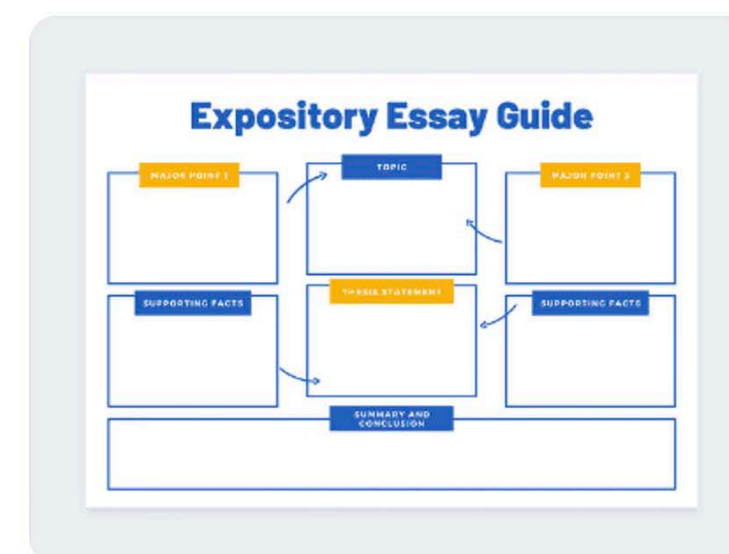 Expository Essay Guide
MAJOR POINT 1
TOPIC
MAJOR POINT 2
SUPPORTING FACTS
THESIS STATEMENT
SUPPORTING FACTS
SUMMARY AND
CONCLUSION